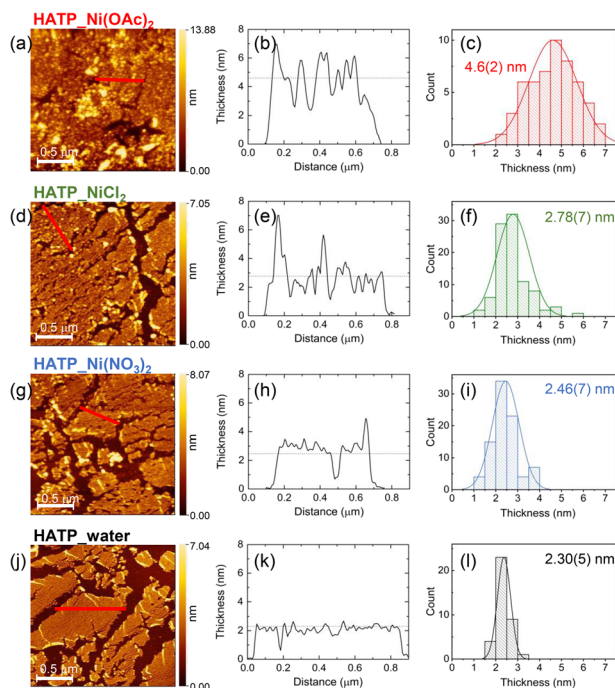 HATP_Ni(OAc)₂
(a)
13.88
nm
0.00
0.5 μm
(b)
Thickness (nm)
8
6
4
2
0
0.0 0.2 0.4 0.6 0.8
Distance (μm)
(c)
4.6(2) nm
Count
10
5
0
0 1 2 3 4 5 6 7
Thickness (nm)
HATP_NiCl₂
(d)
7.05
nm
0.00
0.5 μm
(e)
Thickness (nm)
8
6
4
2
0
0.0 0.2 0.4 0.6 0.8
Distance (μm)
(f)
2.78(7) nm
Count
30
20
10
0
0 1 2 3 4 5 6 7
Thickness (nm)
HATP_Ni(NO₃)₂
(g)
8.07
nm
0.00
0.5 μm
(h)
Thickness (nm)
8
6
4
2
0
0.0 0.2 0.4 0.6 0.8
Distance (μm)
(i)
2.46(7) nm
Count
30
20
10
0
0 1 2 3 4 5 6 7
Thickness (nm)
HATP_water
(j)
7.04
nm
0.00
0.5 μm
(k)
Thickness (nm)
8
6
4
2
0
0.0 0.2 0.4 0.6 0.8
Distance (μm)
(l)
2.30(5) nm
Count
20
10
0
0 1 2 3 4 5 6 7
Thickness (nm)